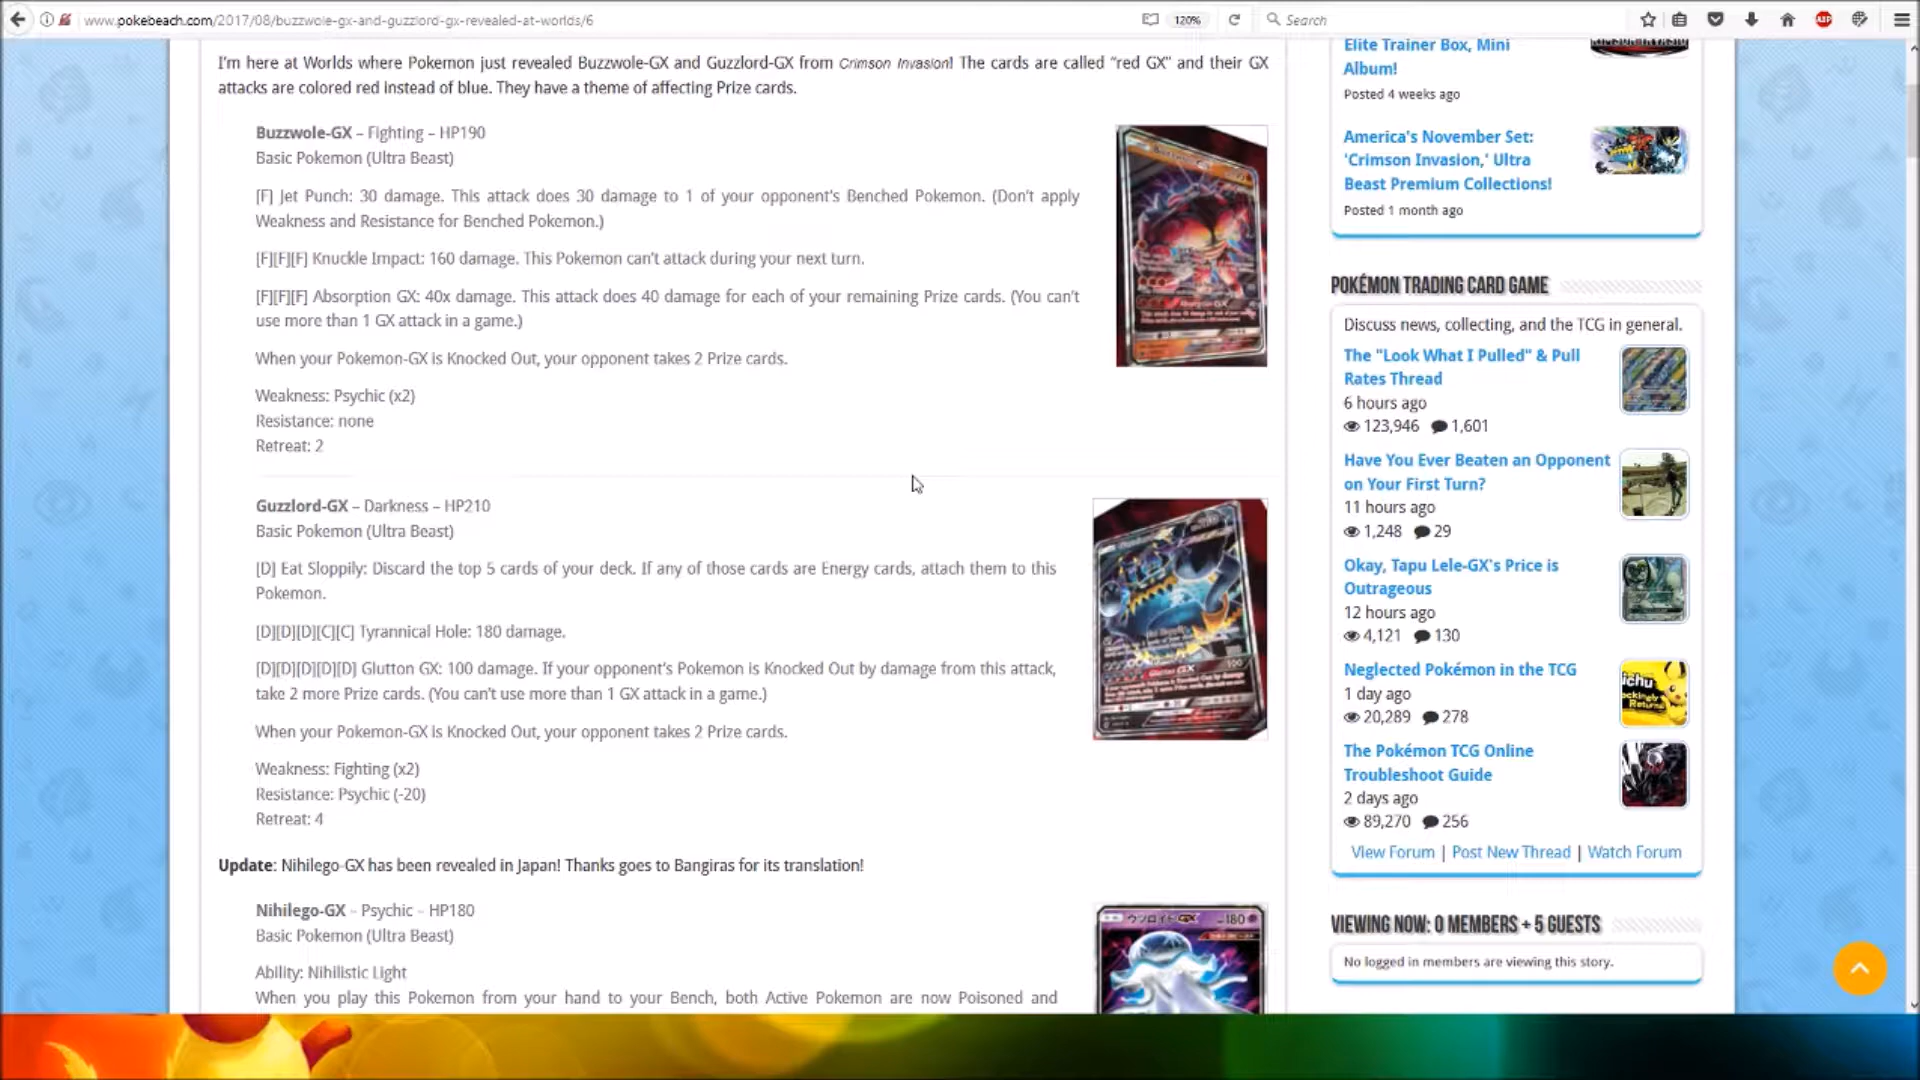 www.pokebeach.com/2017/08/buzzwole-gx-and-guzzlord-gx-revealed-at-worlds/6
120%
Search
ABP
I'm here at Worlds where Pokemon just revealed Buzzwole-GX and Guzzlord-GX from Crimson Invasion! The cards are called "red GX" and their GX
attacks are colored red instead of blue. They have a theme of affecting Prize cards.
Buzzwole-GX – Fighting – HP190
Basic Pokemon (Ultra Beast)
[F] Jet Punch: 30 damage. This attack does 30 damage to 1 of your opponent's Benched Pokemon. (Don't apply
Weakness and Resistance for Benched Pokemon.)
[F][F][F] Knuckle Impact: 160 damage. This Pokemon can't attack during your next turn.
[F][F][F] Absorption GX: 40x damage. This attack does 40 damage for each of your remaining Prize cards. (You can't
use more than 1 GX attack in a game.)
When your Pokemon-GX is Knocked Out, your opponent takes 2 Prize cards.
Weakness: Psychic (x2)
Resistance: none
Retreat: 2
Guzzlord-GX – Darkness – HP210
Basic Pokemon (Ultra Beast)
[D] Eat Sloppily: Discard the top 5 cards of your deck. If any of those cards are Energy cards, attach them to this
Pokemon.
[D][D][D][C][C] Tyrannical Hole: 180 damage.
[D][D][D][D][D] Glutton GX: 100 damage. If your opponent's Pokemon is Knocked Out by damage from this attack,
take 2 more Prize cards. (You can't use more than 1 GX attack in a game.)
When your Pokemon-GX is Knocked Out, your opponent takes 2 Prize cards.
Weakness: Fighting (x2)
Resistance: Psychic (-20)
Retreat: 4
Update: Nihilego-GX has been revealed in Japan! Thanks goes to Bangiras for its translation!
Nihilego-GX – Psychic – HP180
Basic Pokemon (Ultra Beast)
Ability: Nihilistic Light
When you play this Pokemon from your hand to your Bench, both Active Pokemon are now Poisoned and
ウツロイドGX 180
Elite Trainer Box, Mini
Album!
Posted 4 weeks ago
America's November Set:
'Crimson Invasion,' Ultra
Beast Premium Collections!
Posted 1 month ago
POKÉMON TRADING CARD GAME
Discuss news, collecting, and the TCG in general.
The "Look What I Pulled" & Pull
Rates Thread
6 hours ago
123,946 1,601
Have You Ever Beaten an Opponent
on Your First Turn?
11 hours ago
1,248 29
Okay, Tapu Lele-GX's Price is
Outrageous
12 hours ago
4,121 130
Neglected Pokémon in the TCG
1 day ago
20,289 278
The Pokémon TCG Online
Troubleshoot Guide
2 days ago
89,270 256
View Forum | Post New Thread | Watch Forum
VIEWING NOW: 0 MEMBERS + 5 GUESTS
No logged in members are viewing this story.